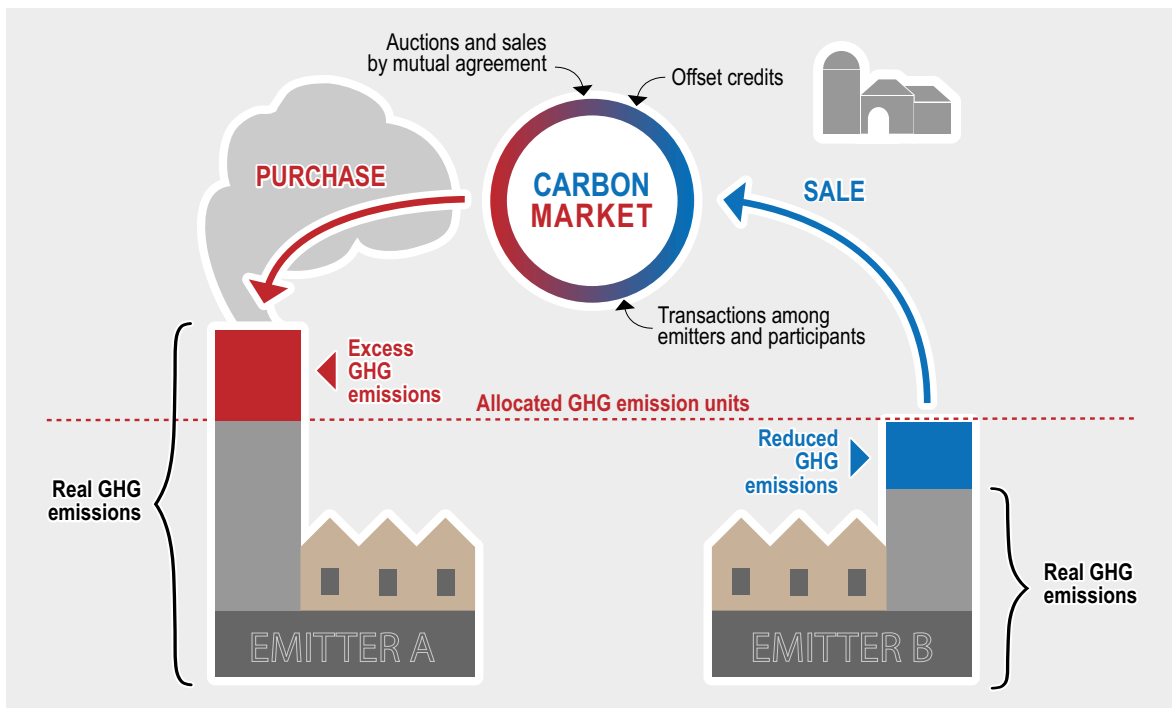 Auctions and sales
by mutual agreement
Offset credits
PURCHASE
CARBON
MARKET
SALE
Transactions among
emitters and participants
Excess
GHG
emissions
Allocated GHG emission units
Reduced
GHG
emissions
Real GHG
emissions
Real GHG
emissions
EMITTER A
EMITTER B